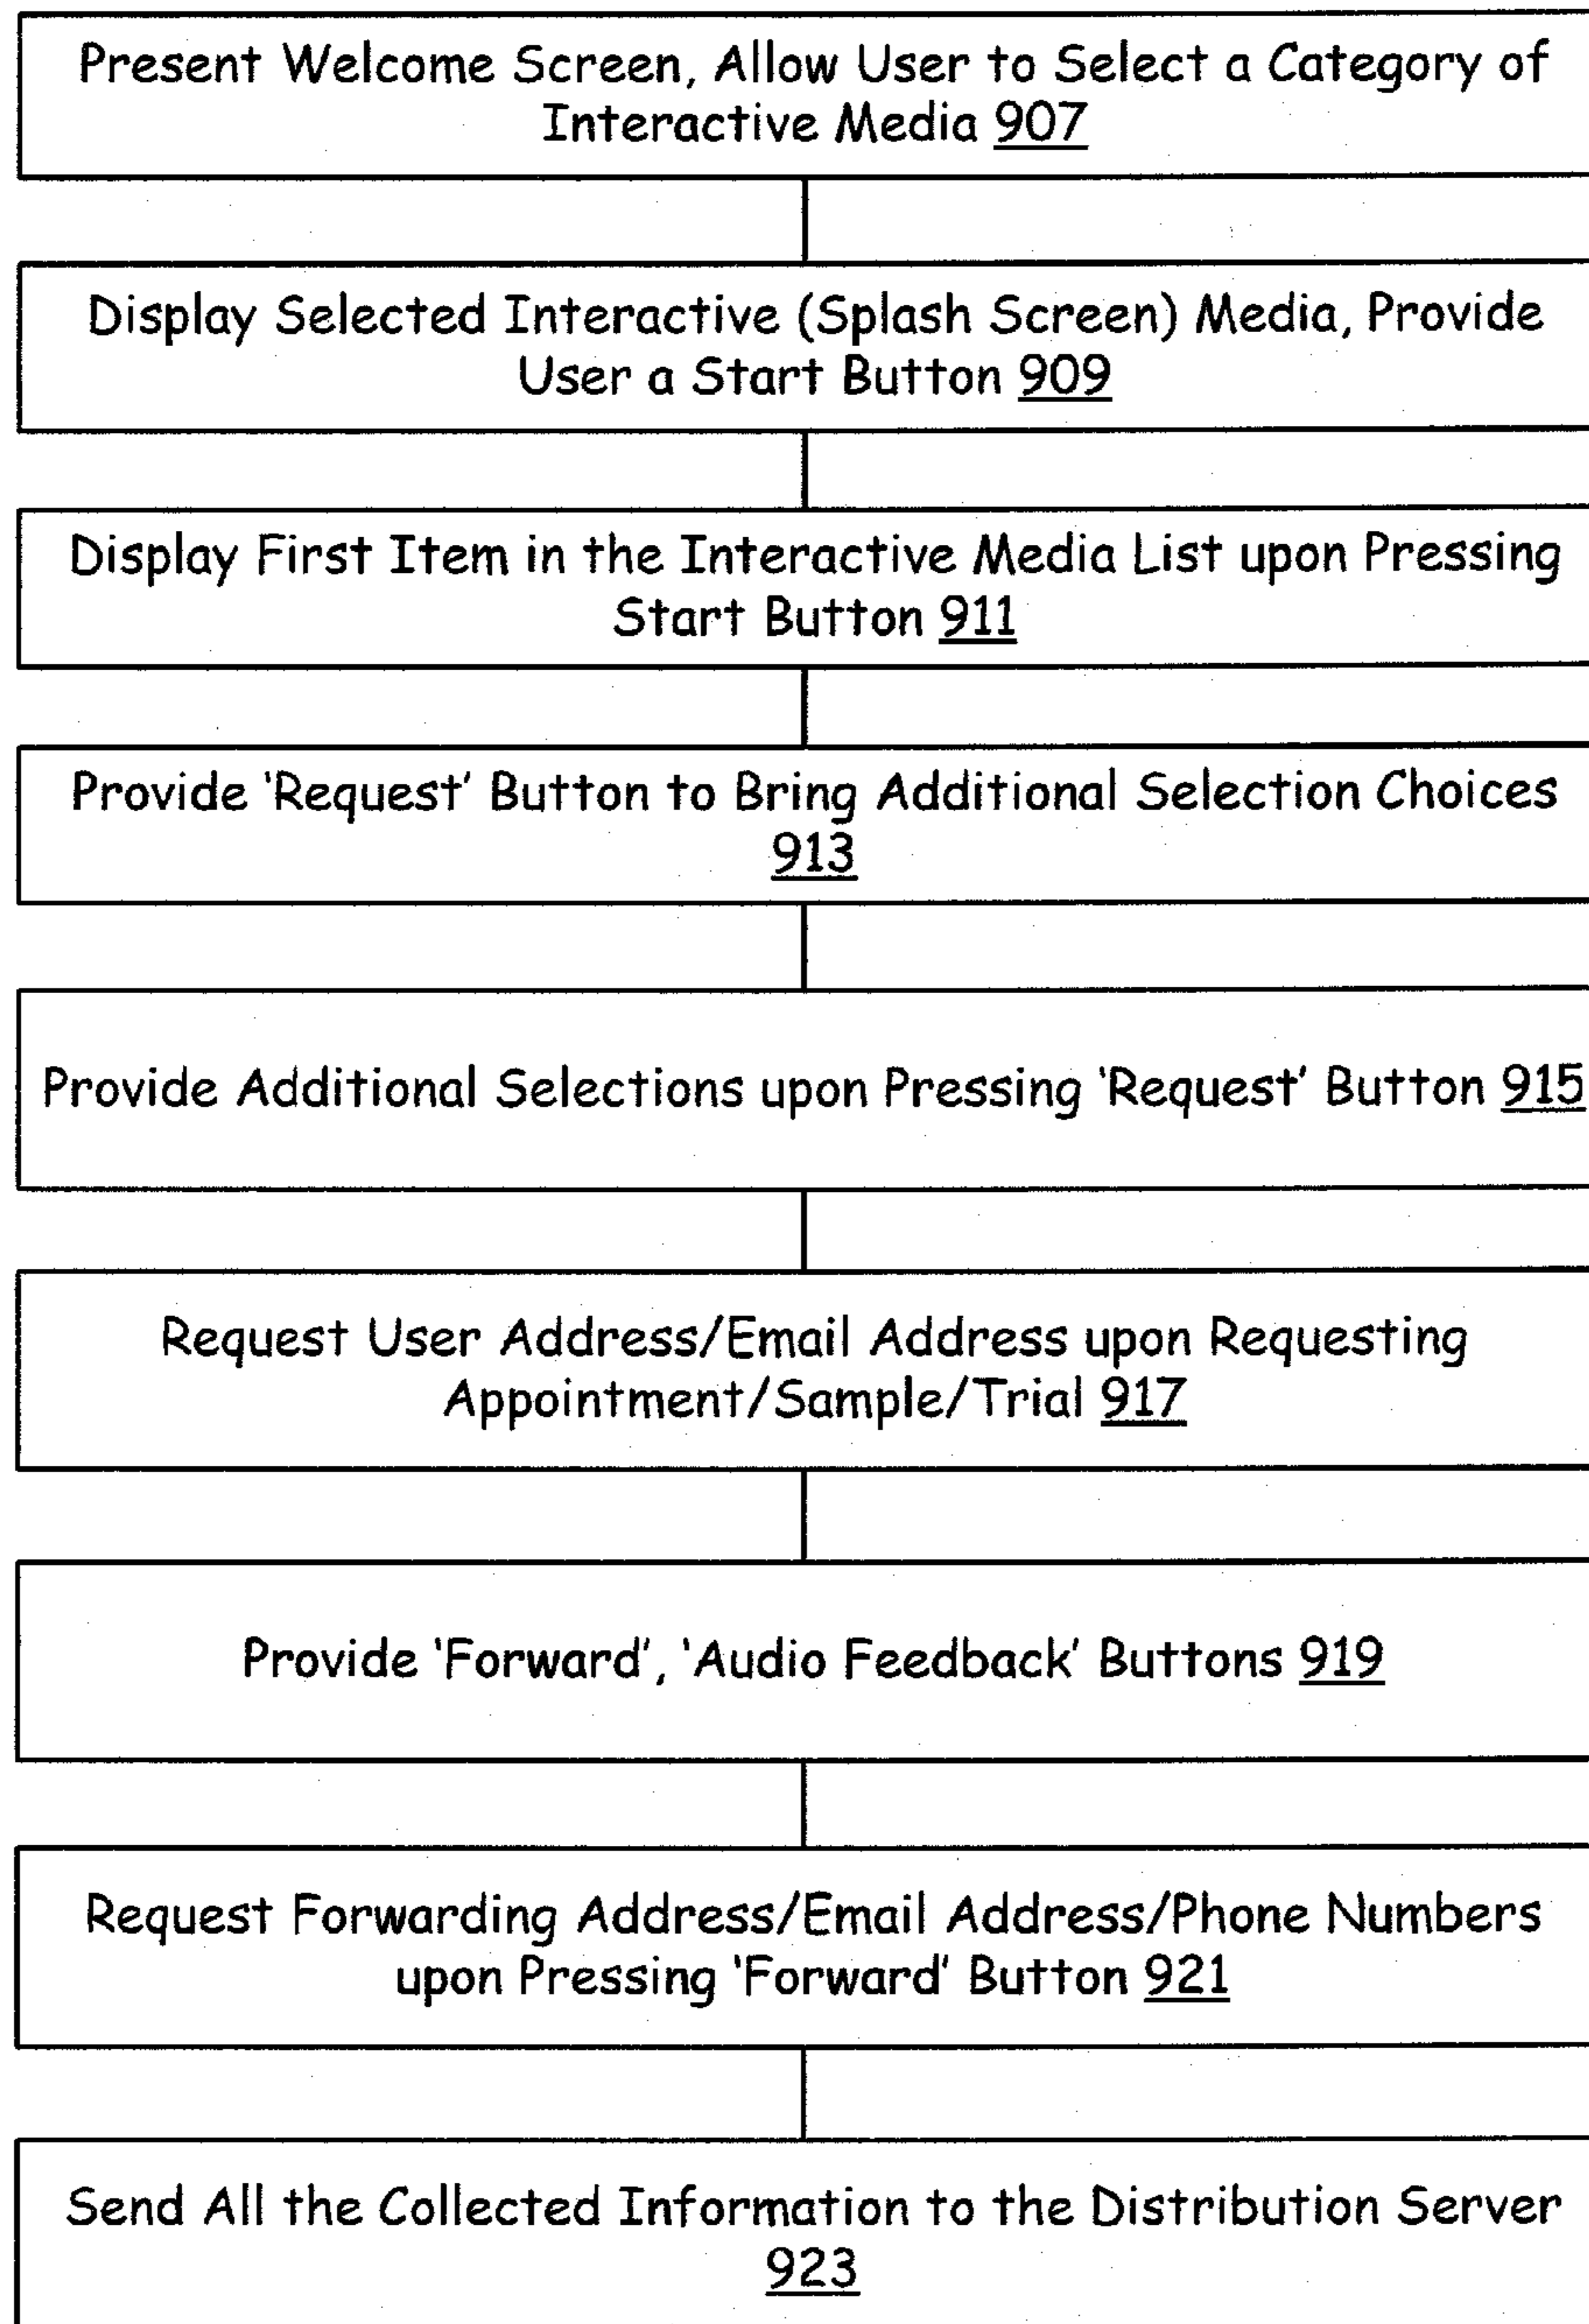 Present Welcome Screen, Allow User to Select a Category of
Interactive Media 907
Display Selected Interactive (Splash Screen) Media, Provide
User a Start Button 909
Display First Item in the Interactive Media List upon Pressing
Start Button 911
Provide ‘Request’ Button to Bring Additional Selection Choices
913
Provide Additional Selections upon Pressing ‘Request’ Button 915
Request User Address/Email Address upon Requesting
Appointment/Sample/Trial 917
Provide ‘Forward’, ‘Audio Feedback’ Buttons 919
Request Forwarding Address/Email Address/Phone Numbers
upon Pressing ‘Forward’ Button 921
Send All the Collected Information to the Distribution Server
923